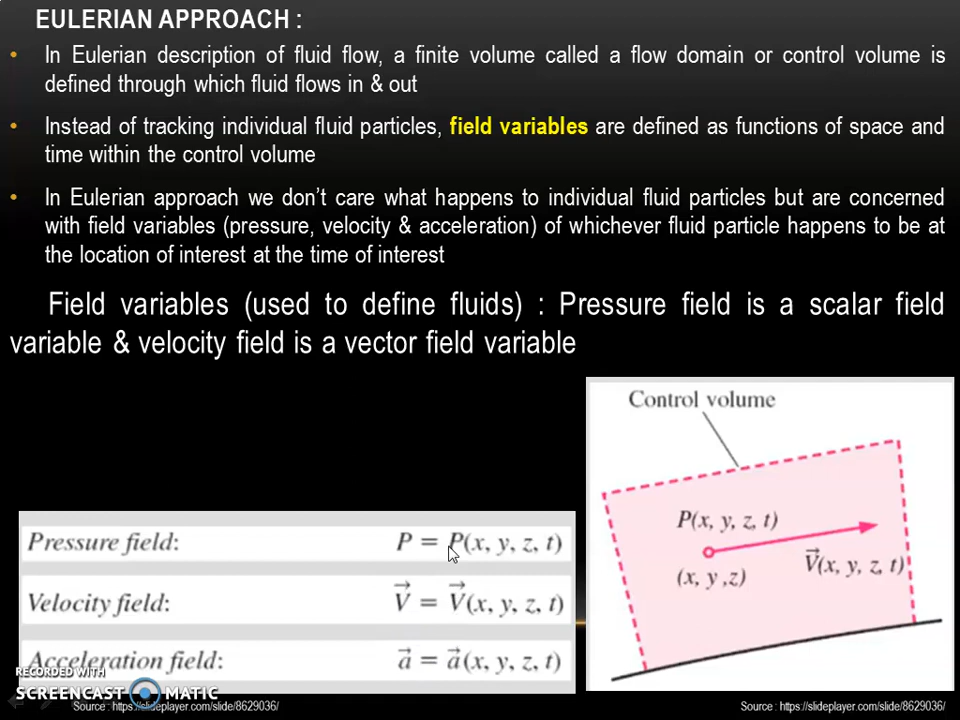 EULERIAN APPROACH :
• In Eulerian description of fluid flow, a finite volume called a flow domain or control volume is
defined through which fluid flows in & out
• Instead of tracking individual fluid particles, field variables are defined as functions of space and
time within the control volume
• In Eulerian approach we don't care what happens to individual fluid particles but are concerned
with field variables (pressure, velocity & acceleration) of whichever fluid particle happens to be at
the location of interest at the time of interest
Field variables (used to define fluids) : Pressure field is a scalar field
variable & velocity field is a vector field variable
Pressure field: P = P(x, y, z, t)
Velocity field: V⃗ = V⃗(x, y, z, t)
Acceleration field: a⃗ = a⃗(x, y, z, t)
RECORDED WITH
SCREENCAST MATIC
Source : https://slideplayer.com/slide/8629036/
Control volume
P(x, y, z, t)
(x, y ,z)
V⃗(x, y, z, t)
Source : https://slideplayer.com/slide/8629036/